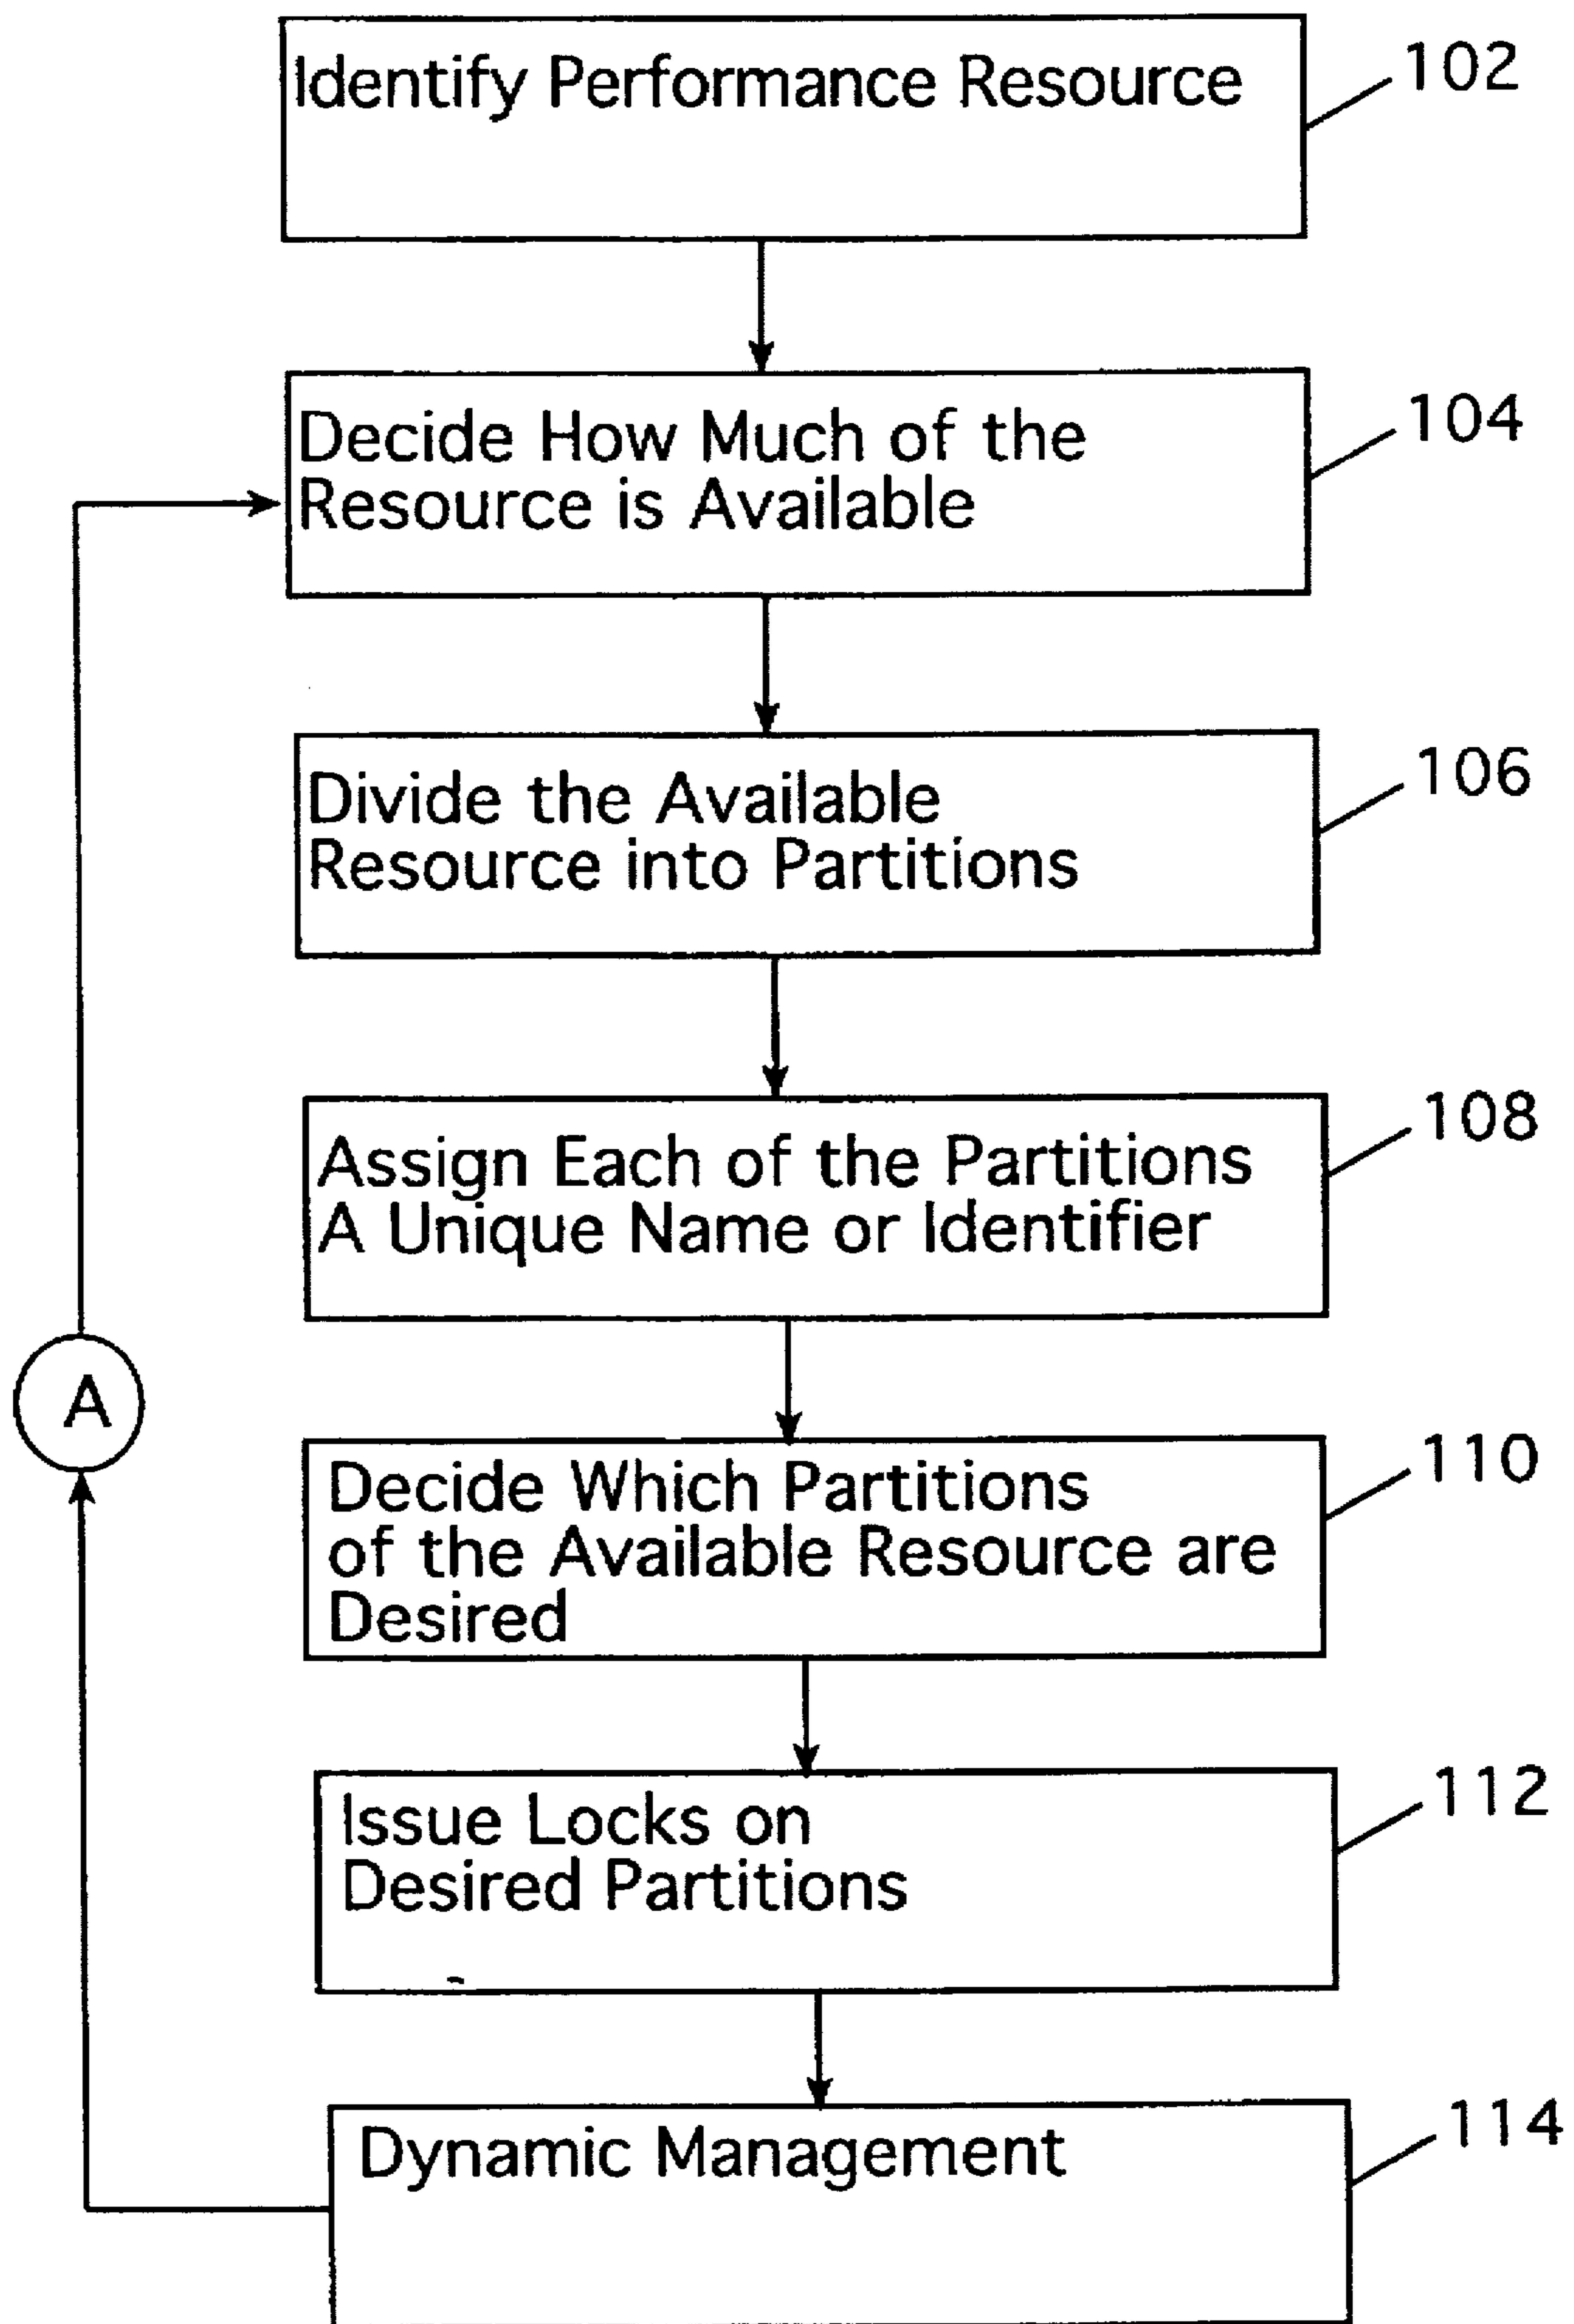 Identify Performance Resource
102
Decide How Much of the
Resource is Available
104
Divide the Available
Resource into Partitions
106
Assign Each of the Partitions
A Unique Name or Identifier
108
A
Decide Which Partitions
of the Available Resource are
Desired
110
Issue Locks on
Desired Partitions
112
Dynamic Management
114